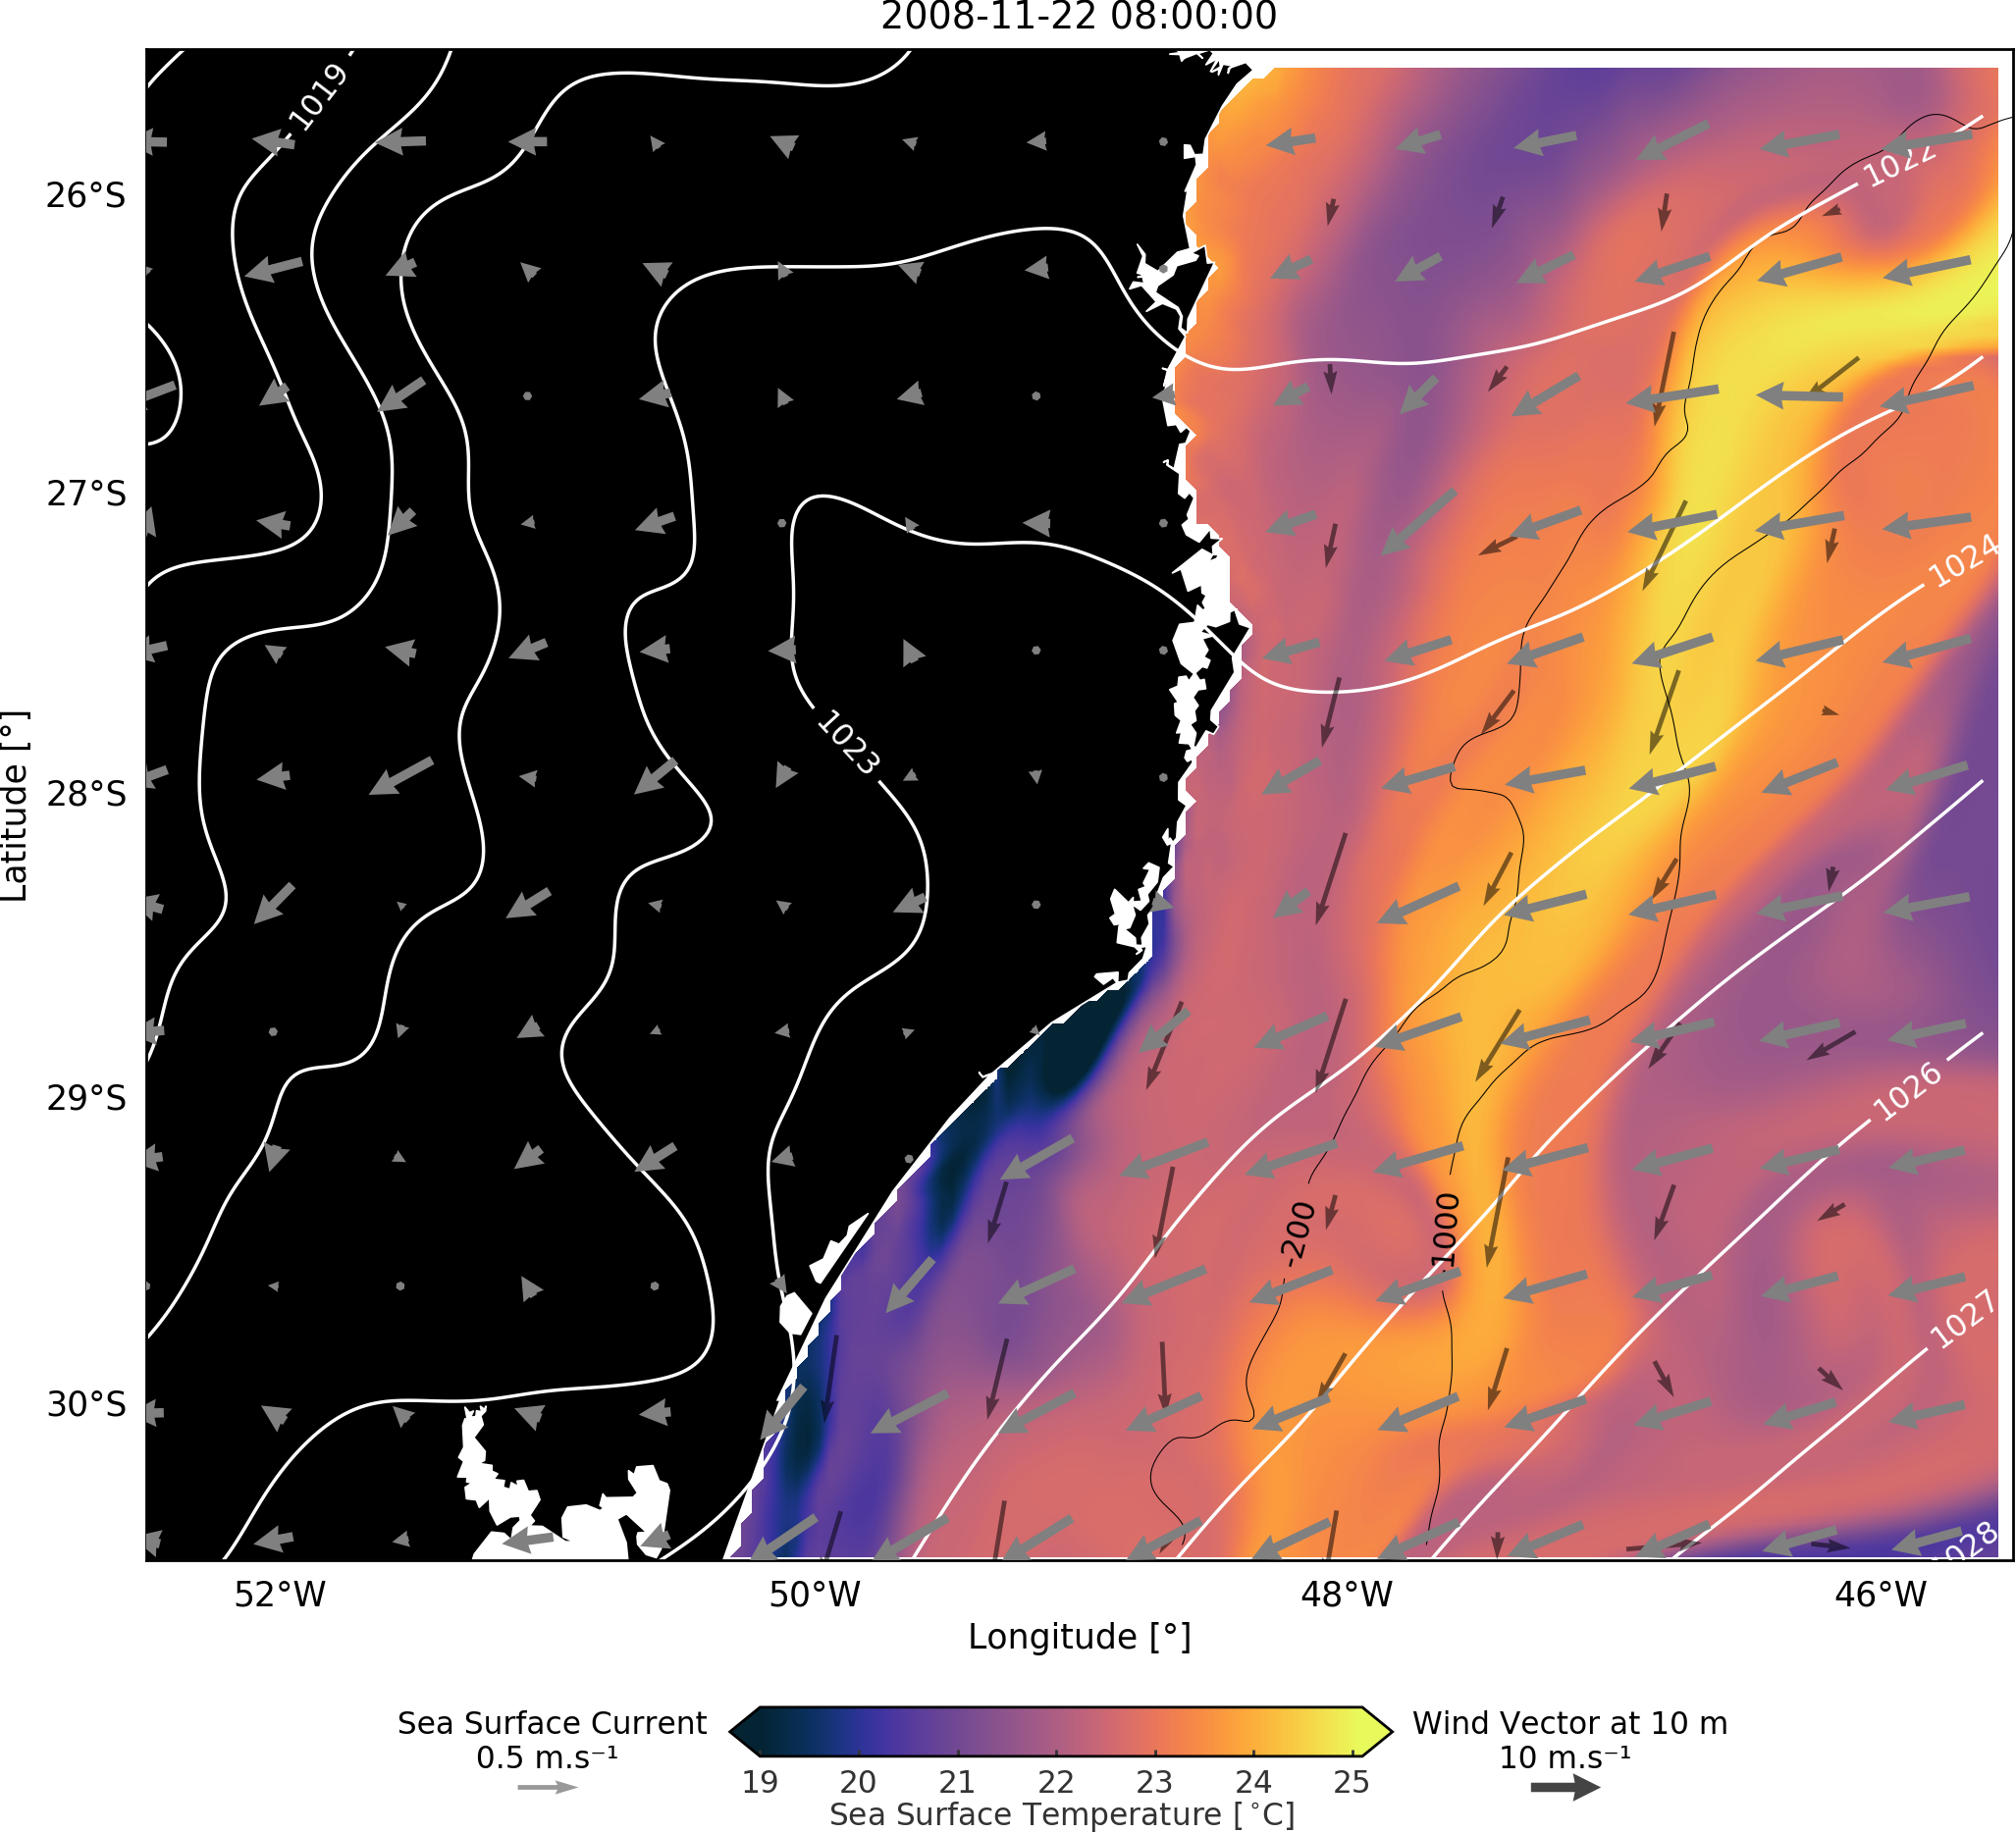 2008-11-22 08:00:00
1019
1022
26°S
27°S
1024
1023
28°S
Latitude [°]
29°S
1026
-200
-1000
1027
30°S
1028
52°W
50°W
48°W
46°W
Longitude [°]
Sea Surface Current
0.5 m.s⁻¹
Wind Vector at 10 m
10 m.s⁻¹
19 20 21 22 23 24 25
Sea Surface Temperature [°C]